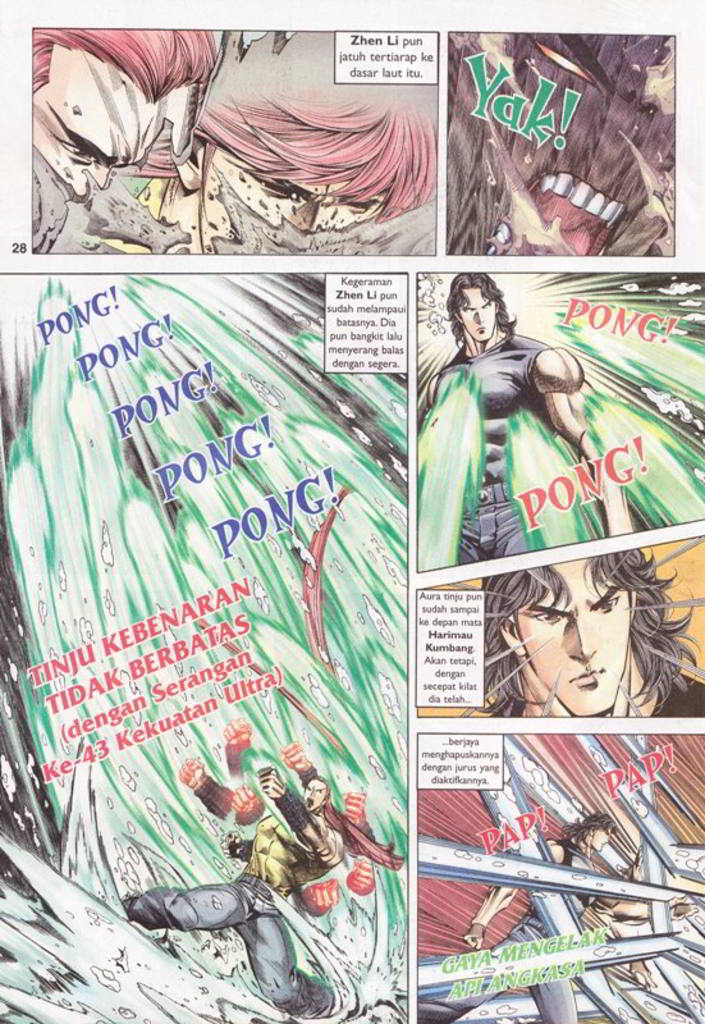 Zhen Li pun
jatuh tertiarap ke
dasar laut itu.
Yak!
28
Kegeraman
Zhen Li pun
sudah melampaui
batasnya. Dia
pun bangkit lalu
menyerang balas
dengan segera.
PONG!
PONG!
PONG!
PONG!
PONG!
TINJU KEBENARAN
TIDAK BERBATAS
(dengan Serangan
Ke-43 Kekuatan Ultra)
PONG!
PONG!
Aura tinju pun
sudah sampai
ke depan mata
Harimau
Kumbang.
Akan tetapi,
dengan
secepat kilat
dia telah...
...berjaya
menghapuskannya
dengan jurus yang
diaktifkannya.
PAP!
PAP!
GAYA MENGELAK
API ANGKASA